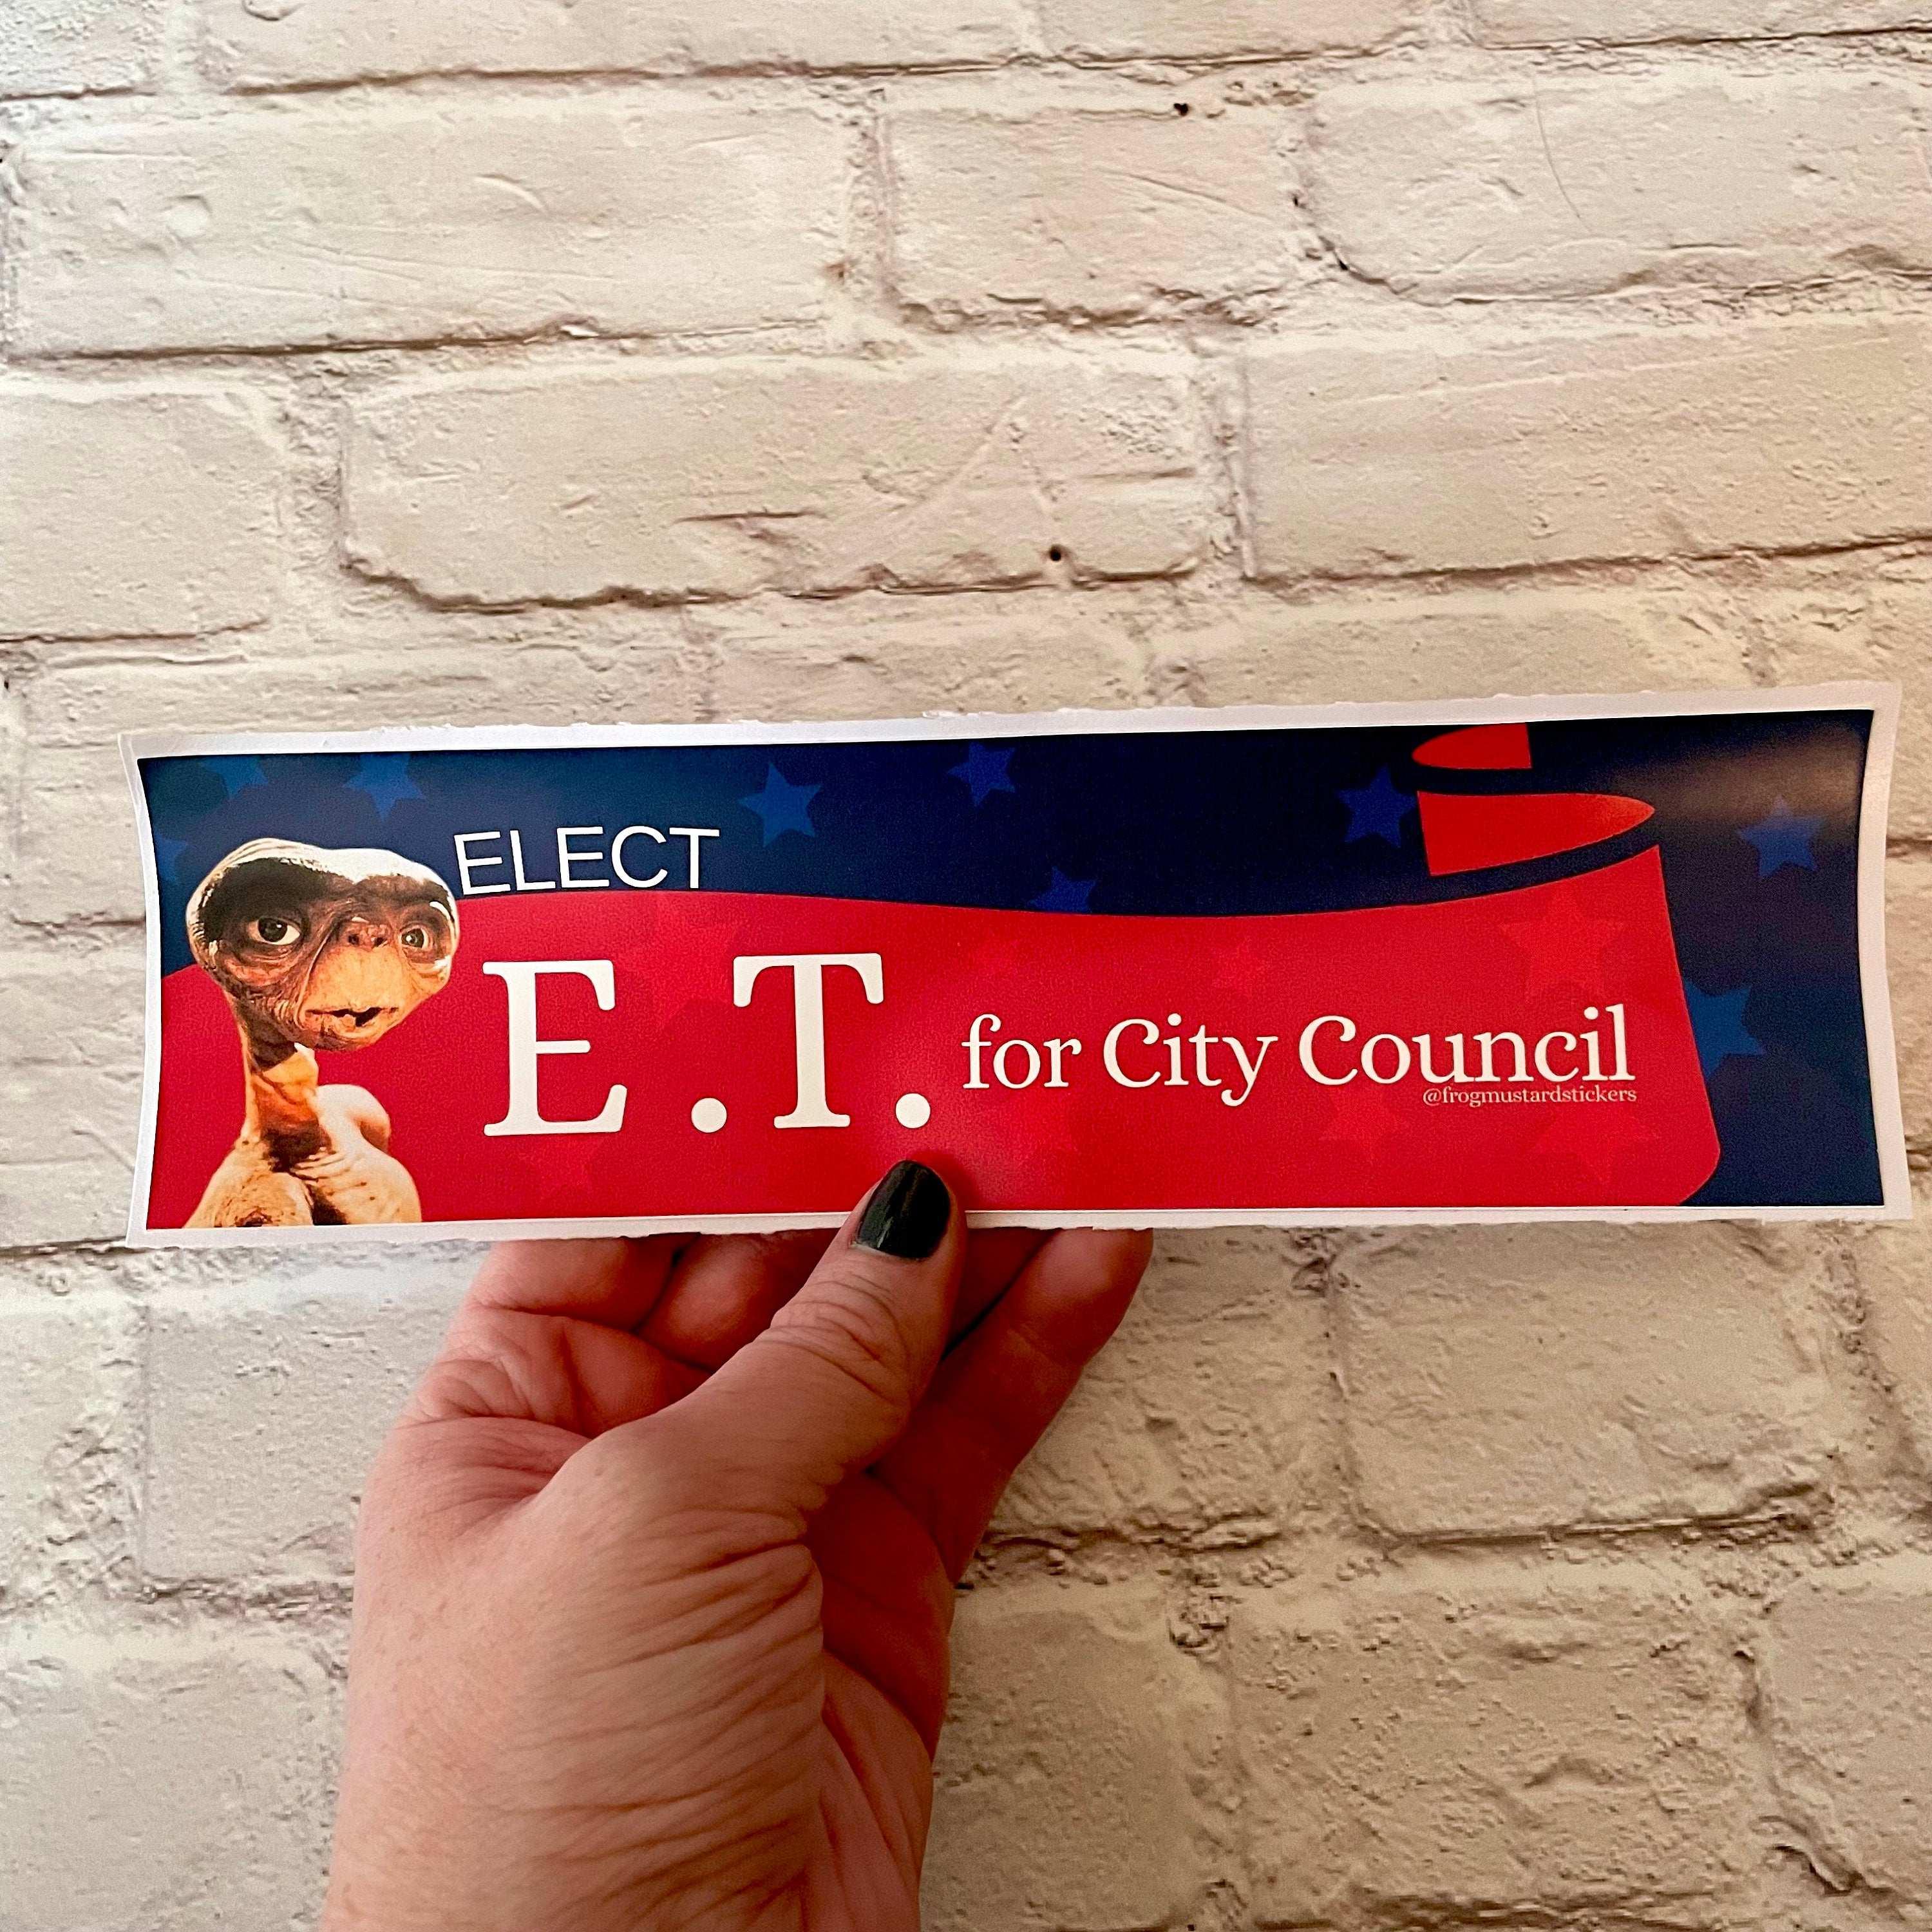 ELECT
E.T. for City Council
@frogmustardstickers